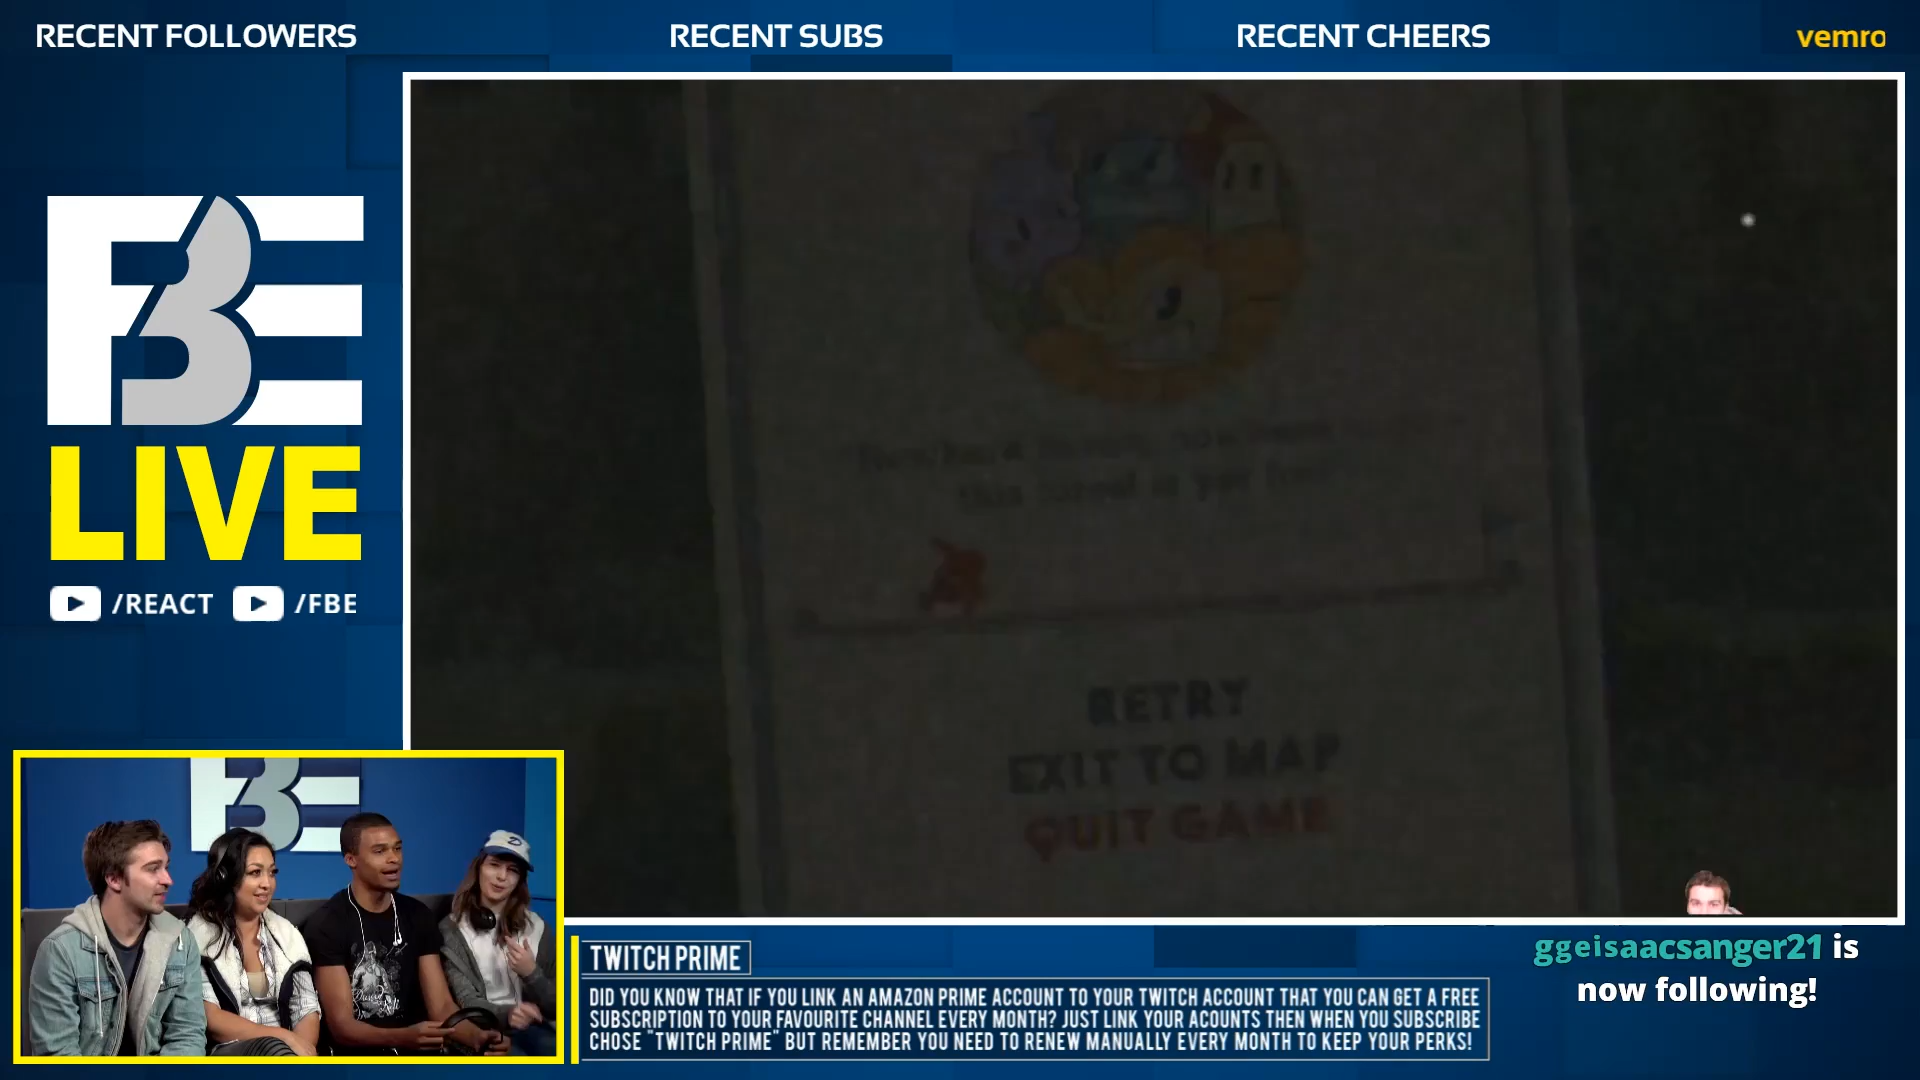 RECENT FOLLOWERS
RECENT SUBS
RECENT CHEERS
vemro
FBE
LIVE
/REACT
/FBE
RETRY
EXIT TO MAP
QUIT GAME
D
TWITCH PRIME
DID YOU KNOW THAT IF YOU LINK AN AMAZON PRIME ACCOUNT TO YOUR TWITCH ACCOUNT THAT YOU CAN GET A FREE
SUBSCRIPTION TO YOUR FAVOURITE CHANNEL EVERY MONTH? JUST LINK YOUR ACOUNTS THEN WHEN YOU SUBSCRIBE
CHOSE "TWITCH PRIME" BUT REMEMBER YOU NEED TO RENEW MANUALLY EVERY MONTH TO KEEP YOUR PERKS!
ggeisaacsanger21 is
now following!